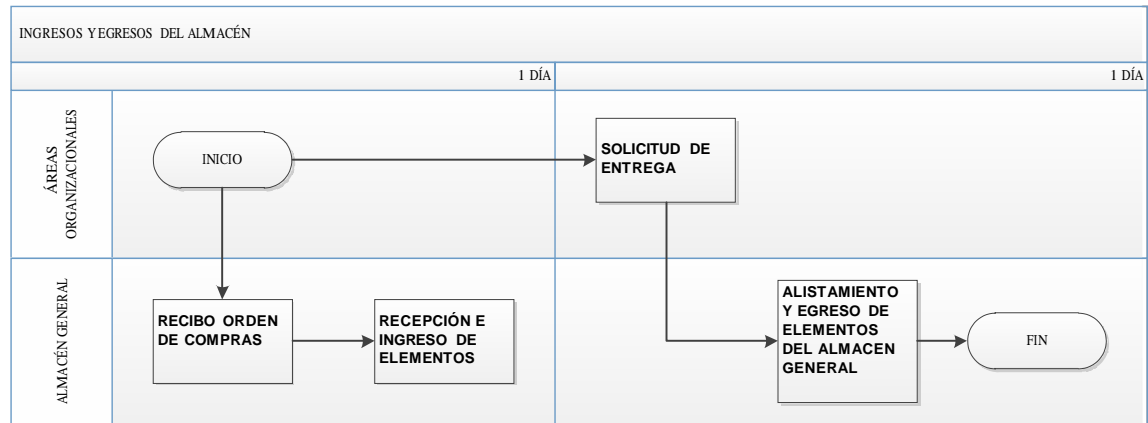 INGRESOS Y EGRESOS DEL ALMACÉN
1 DÍA
1 DÍA
ÁREAS
ORGANIZACIONALES
INICIO
SOLICITUD DE
ENTREGA
ALMACÉN GENERAL
RECIBO ORDEN
DE COMPRAS
RECEPCIÓN E
INGRESO DE
ELEMENTOS
ALISTAMIENTO
Y EGRESO DE
ELEMENTOS
DEL ALMACEN
GENERAL
FIN